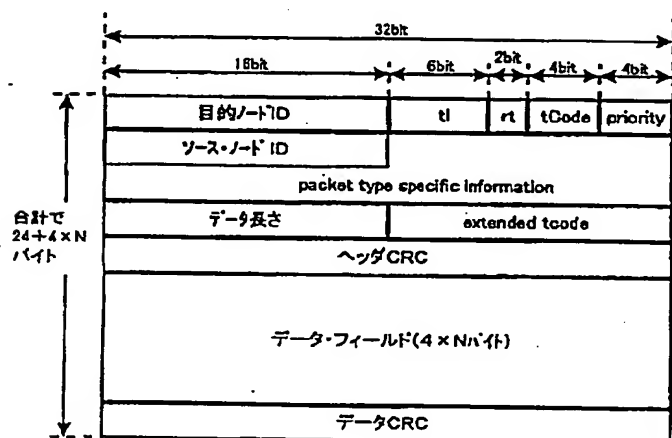 32bit
16bit 6bit 2bit 4bit 4bit
目的ノードID tl rt tCode priority
ソース・ノードID
packet type specific information
合計で
24+4×N
バイト
データ長さ extended tcode
ヘッダCRC
データ・フィールド(4×Nバイト)
データCRC